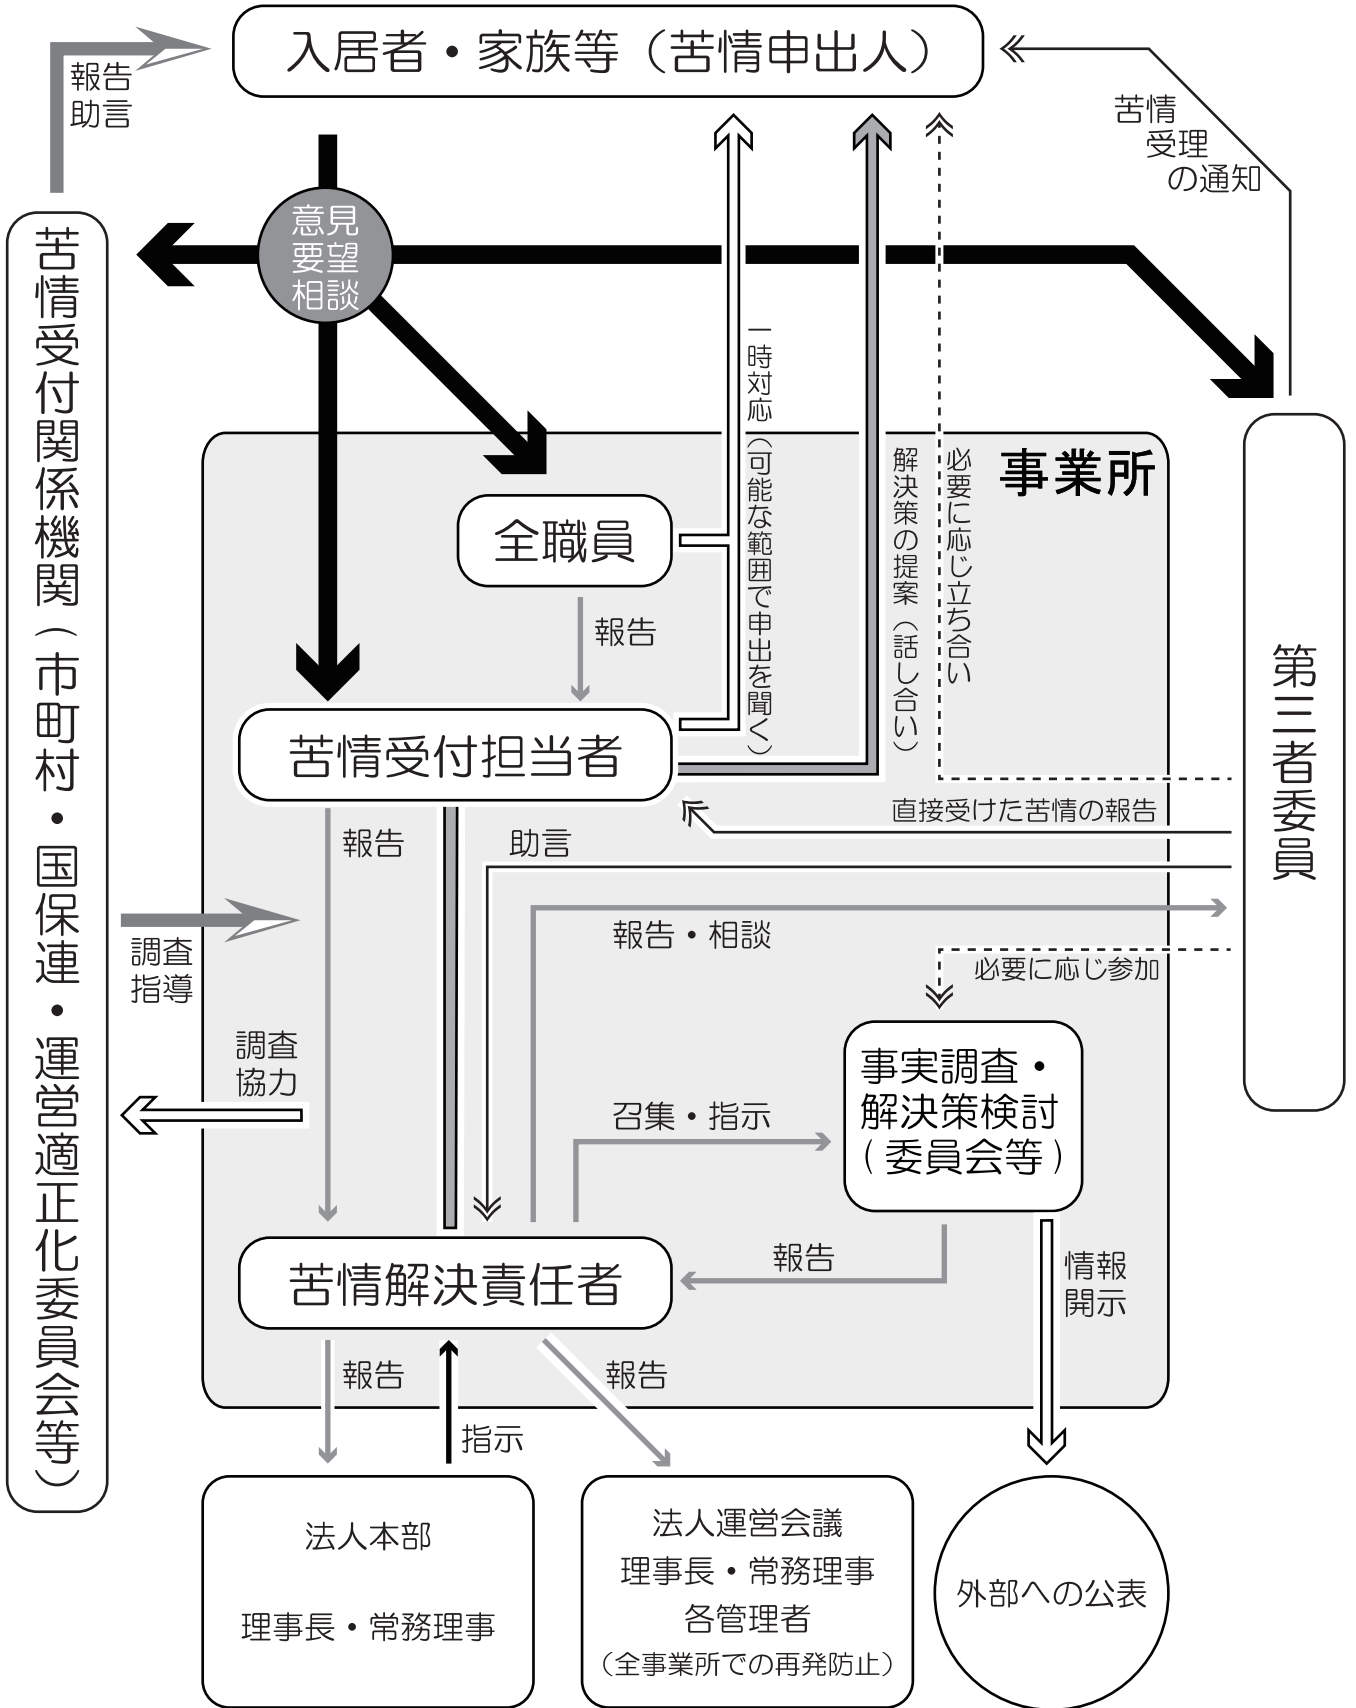 入居者・家族等（苦情申出人）
報告
助言
苦情
受理
の通知
意見
要望
相談
苦情受付関係機関（市町村・国保連・運営適正化委員会等）
事業所
一時対応（可能な範囲で申出を聞く）
解決策の提案（話し合い）
必要に応じ立ち合い
全職員
報告
第三者委員
苦情受付担当者
直接受けた苦情の報告
報告
助言
報告・相談
調査
指導
必要に応じ参加
調査
協力
召集・指示
事実調査・
解決策検討
（委員会等）
報告
情報
開示
苦情解決責任者
報告
報告
指示
法人本部
理事長・常務理事
法人運営会議
理事長・常務理事
各管理者
（全事業所での再発防止）
外部への公表